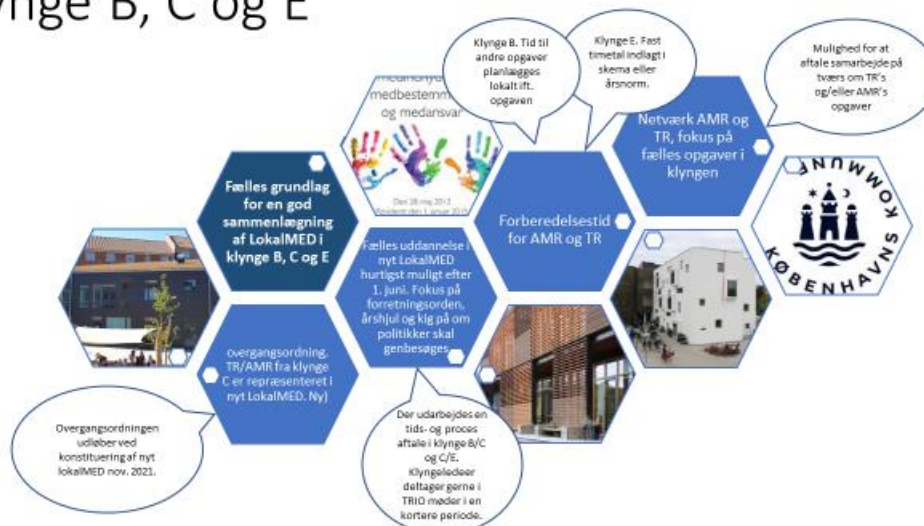 nge B, C og E
Klynge B. Tid til
andre opgaver
planlægges
lokalt ift.
opgaven
Klynge E. Fast
timetal indlagt i
skema eller
årsnorm.
Mulighed for at
aftale samarbejde på
tværs om TR's
og/eller AMR's
opgaver
medbestemm
og medansvar
Netværk AMR og
TR, fokus på
fælles opgaver i
klyngen
Fælles grundlag
for en god
sammenlægning
af LokalMED i
klynge B, C og E
Forberedelsestid
for AMR og TR
KØBENHAVNS KOMMUNE
Fælles uddannelse i
nyt LokalMED
hurtigst muligt efter
1. juni. Fokus på
forretningsorden,
årshjul og kig på om
politikker skal
genbesøges
overgangsordning.
TR/AMR fra klynge
C er repræsenteret i
nyt LokalMED. Ny)
Overgangsordningen
udløber ved
konstituering af nyt
lokalMED nov. 2021.
Der udarbejdes en
tids- og proces
aftale i klynge B/C
og C/E.
Klyngeledeer
deltager gerne i
TRIO møder i en
kortere periode.